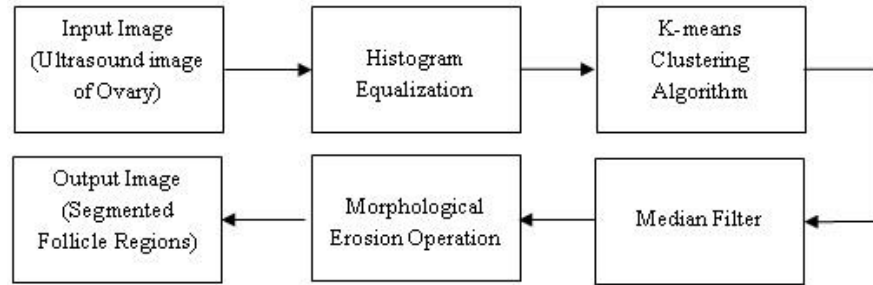 Input Image
(Ultrasound image
of Ovary)
Histogram
Equalization
K-means
Clustering
Algorithm
Median Filter
Morphological
Erosion Operation
Output Image
(Segmented
Follicle Regions)